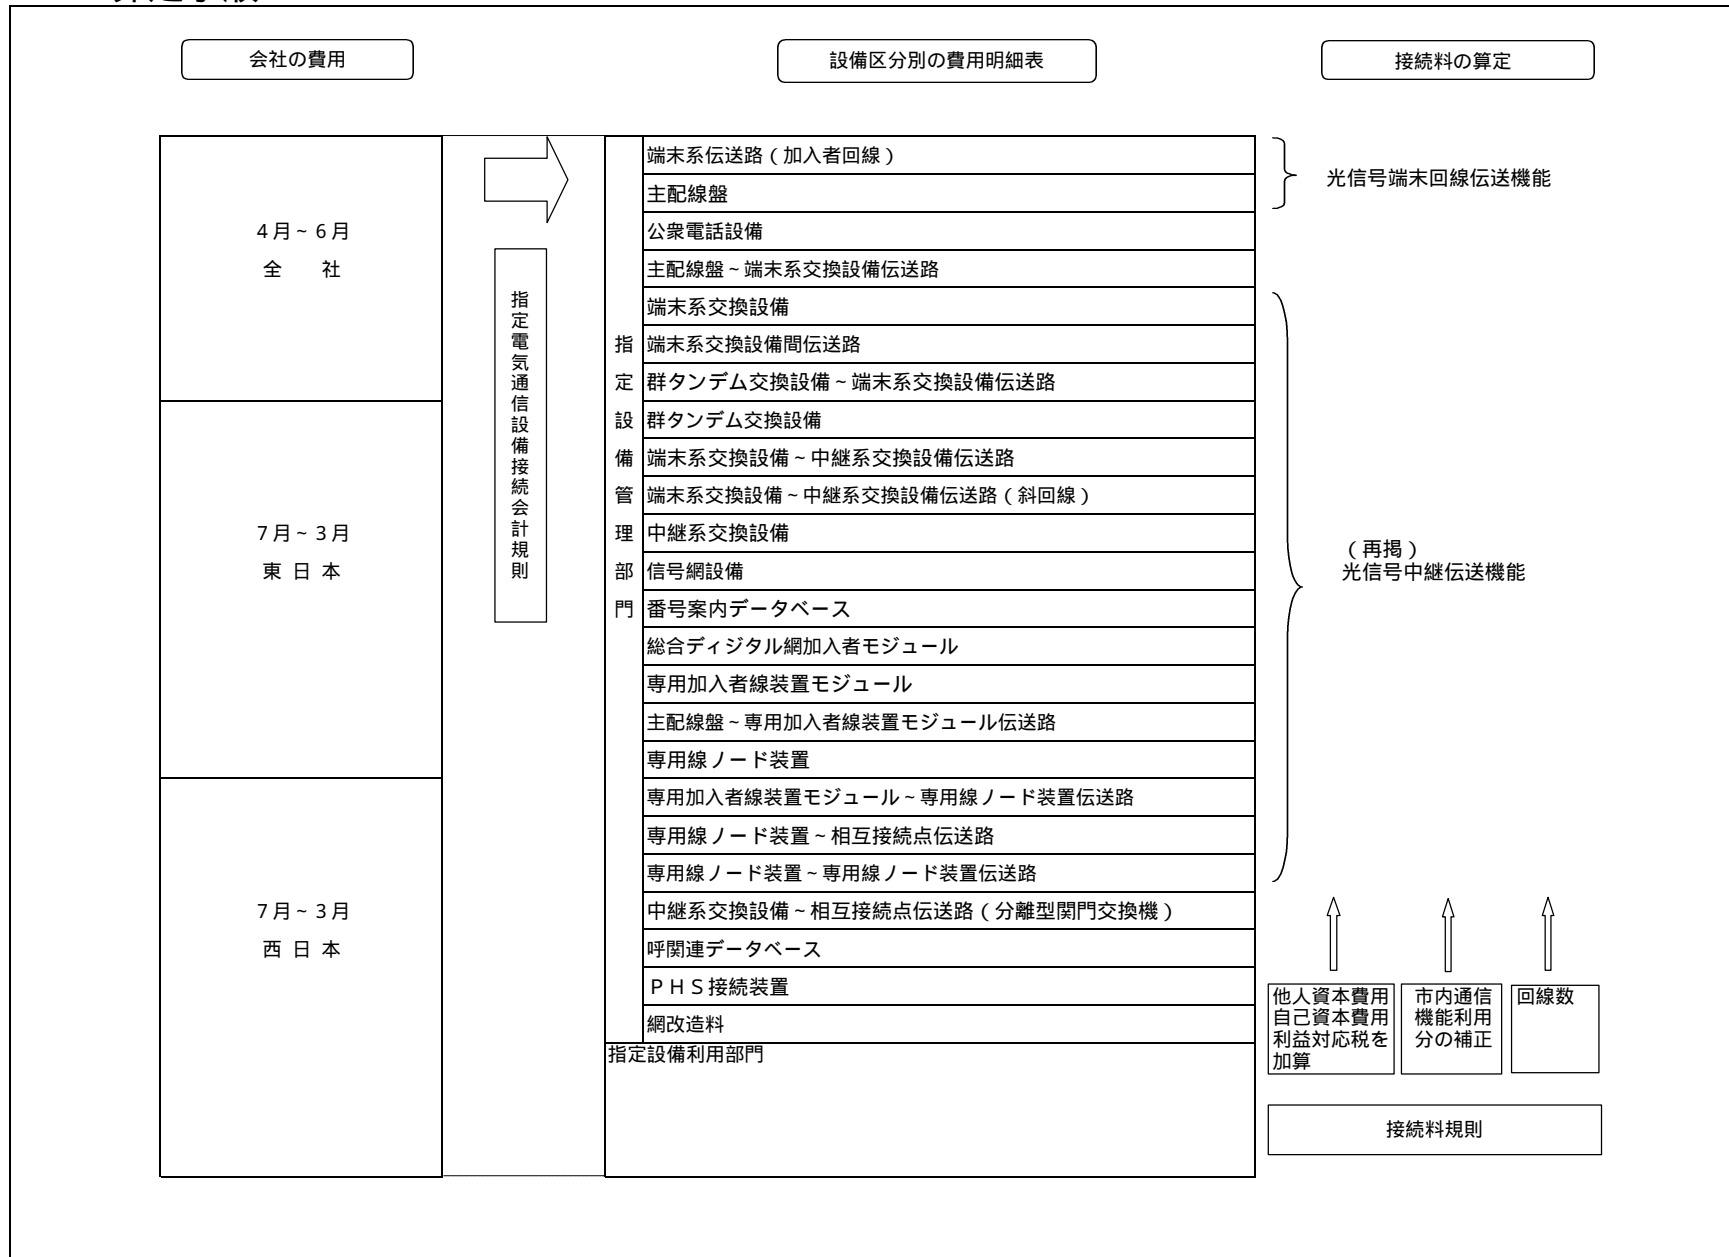 会社の費用
設備区分別の費用明細表
接続料の算定
4月~6月
全 社
7月~3月
東日本
7月~3月
西日本
指定電気通信設備接続会計規則
指定設備管理部門
端末系伝送路(加入者回線)
主配線盤
公衆電話設備
主配線盤~端末系交換設備伝送路
端末系交換設備
端末系交換設備間伝送路
群タンデム交換設備~端末系交換設備伝送路
群タンデム交換設備
端末系交換設備~中継系交換設備伝送路
端末系交換設備~中継系交換設備伝送路(斜回線)
中継系交換設備
信号網設備
番号案内データベース
総合ディジタル網加入者モジュール
専用加入者線装置モジュール
主配線盤~専用加入者線装置モジュール伝送路
専用線ノード装置
専用加入者線装置モジュール~専用線ノード装置伝送路
専用線ノード装置~相互接続点伝送路
専用線ノード装置~専用線ノード装置伝送路
中継系交換設備~相互接続点伝送路(分離型関門交換機)
呼関連データベース
PHS接続装置
網改造料
指定設備利用部門
光信号端末回線伝送機能
(再掲)
光信号中継伝送機能
他人資本費用
自己資本費用
利益対応税を
加算
市内通信
機能利用
分の補正
回線数
接続料規則